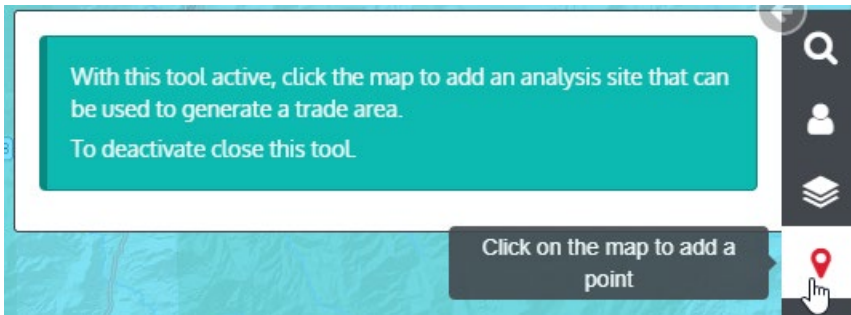 With this tool active, click the map to add an analysis site that can
be used to generate a trade area.
To deactivate close this tool.
Click on the map to add a
point